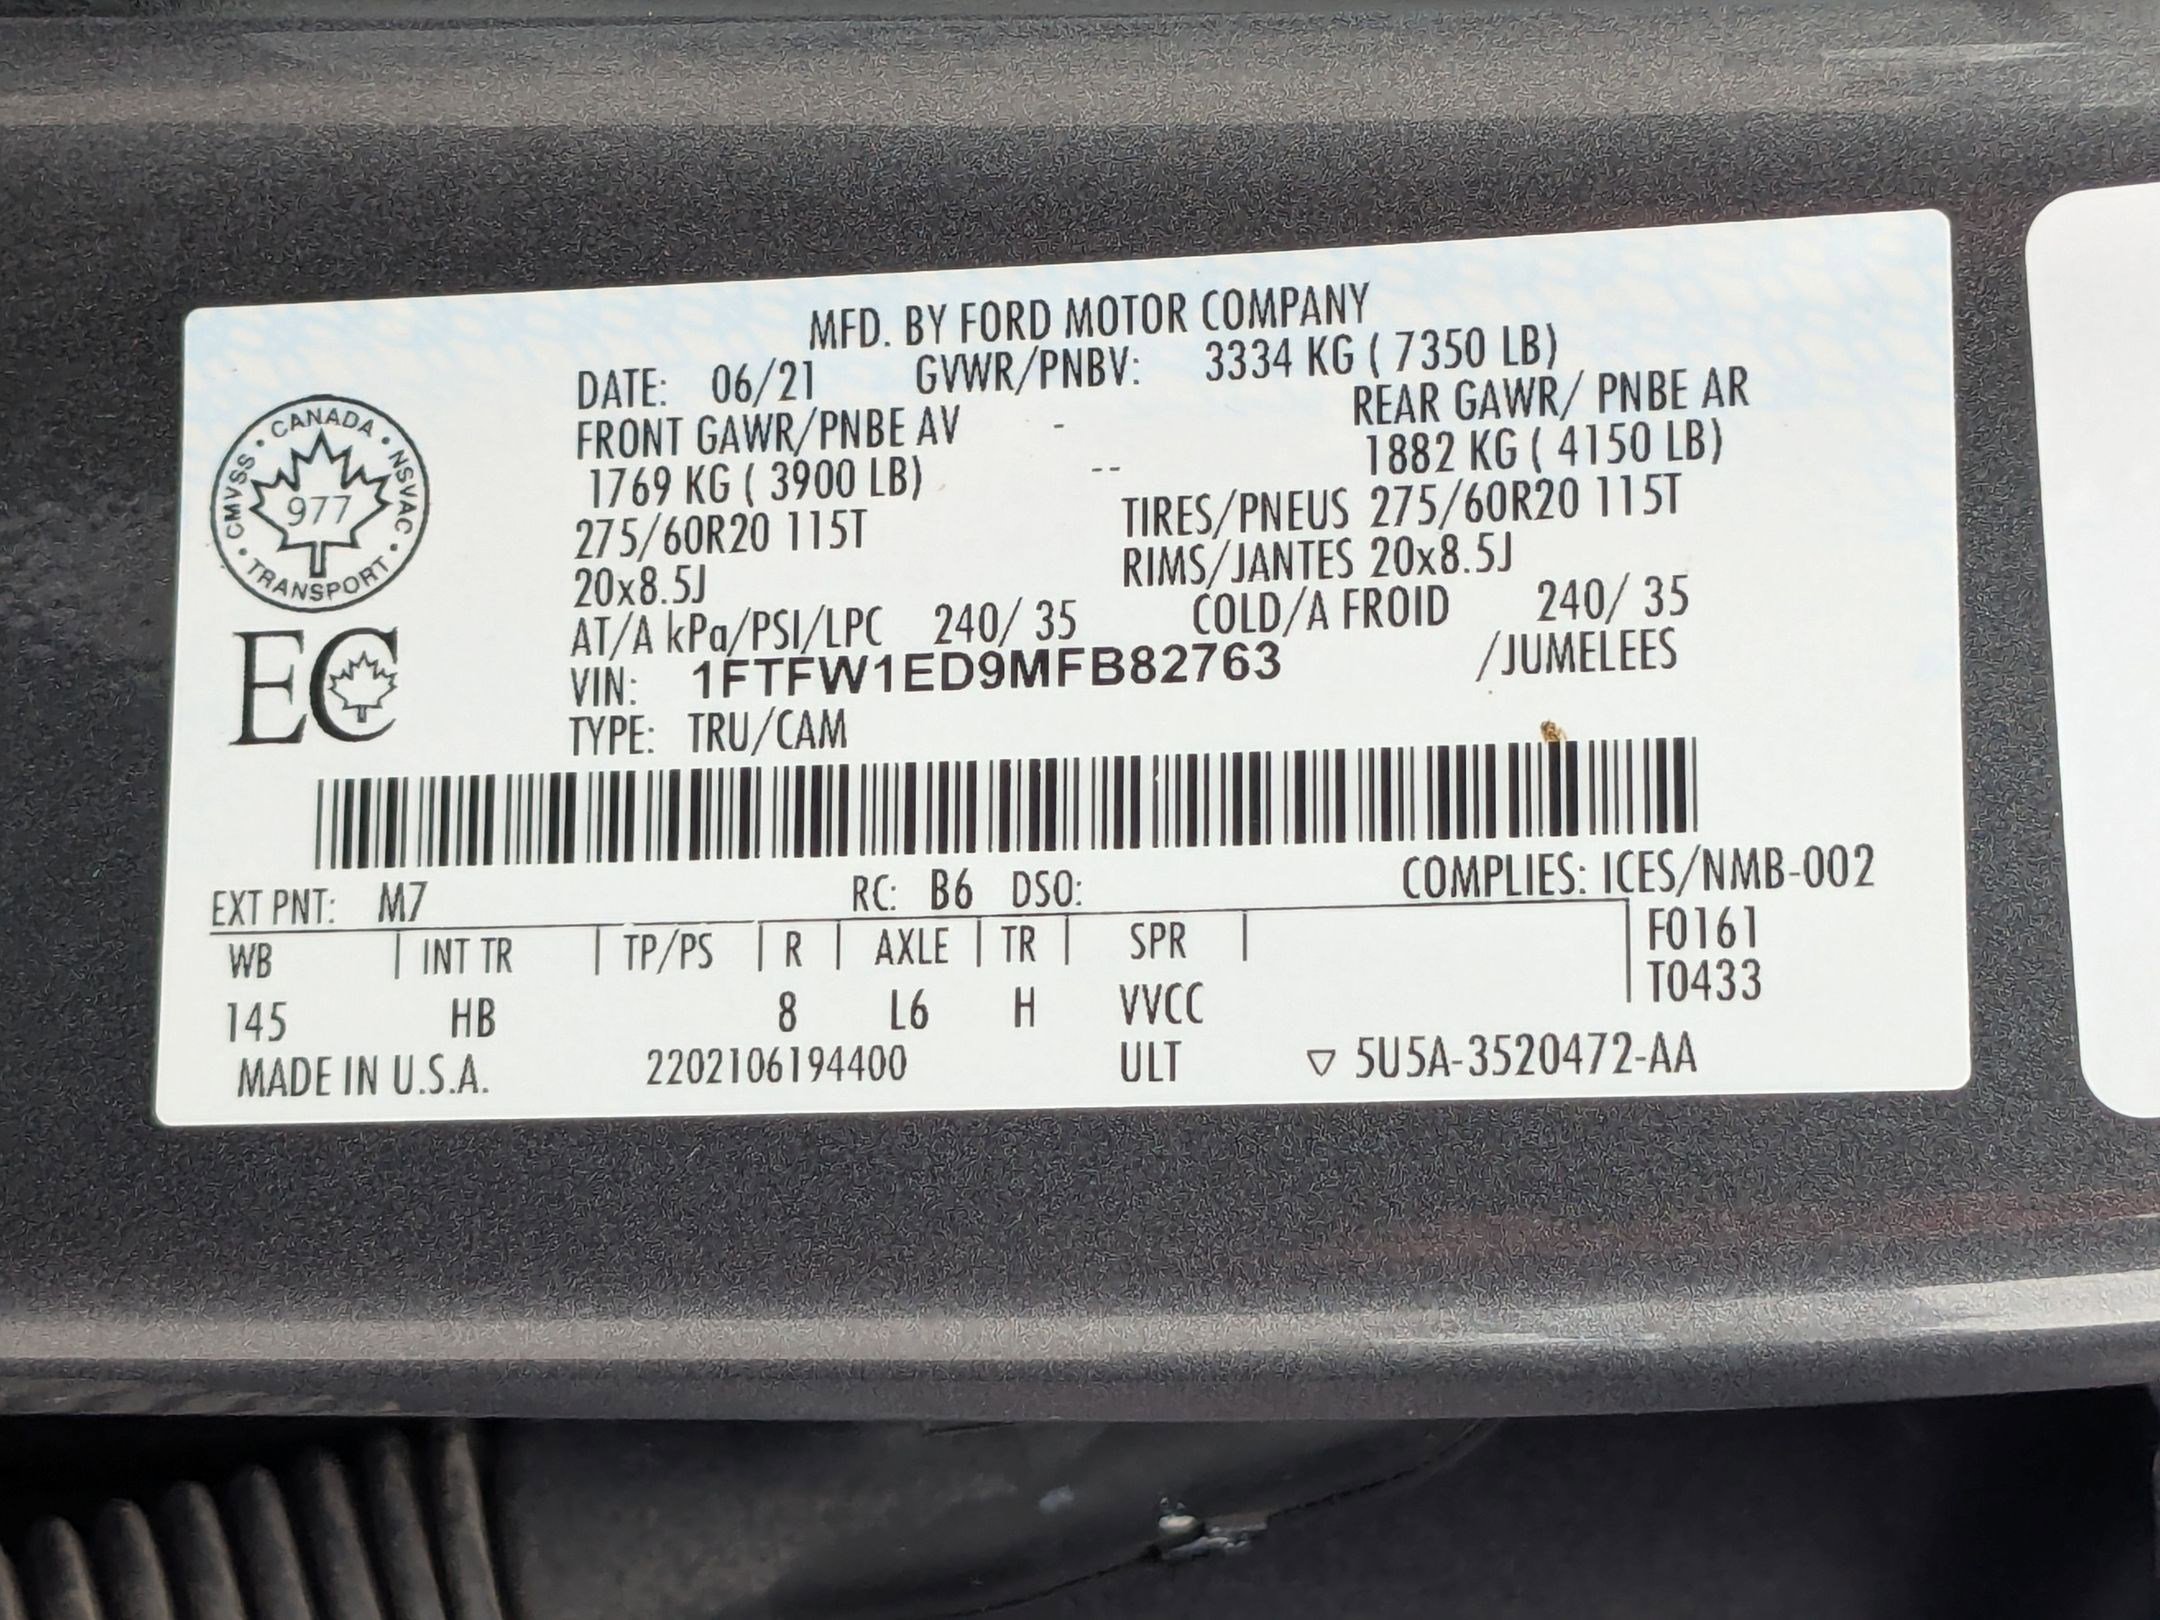 MFD. BY FORD MOTOR COMPANY
DATE: 06/21 GVWR/PNBV: 3334 KG ( 7350 LB)
FRONT GAWR/PNBE AV - REAR GAWR/ PNBE AR
1769 KG ( 3900 LB) -- 1882 KG ( 4150 LB)
275/60R20 115T TIRES/PNEUS 275/60R20 115T
20x8.5J RIMS/JANTES 20x8.5J
AT/A kPa/PSI/LPC 240/ 35 COLD/A FROID 240/ 35
VIN: 1FTFW1ED9MFB82763 /JUMELEES
TYPE: TRU/CAM
CANADA • NSVAC • TRANSPORT • CMVSS •
977
EC
EXT PNT: M7 RC: B6 DSO: COMPLIES: ICES/NMB-002
WB | INT TR | TP/PS | R | AXLE | TR | SPR | F0161
T0433
145 HB 8 L6 H VVCC
MADE IN U.S.A. 2202106194400 ULT ▽ 5U5A-3520472-AA